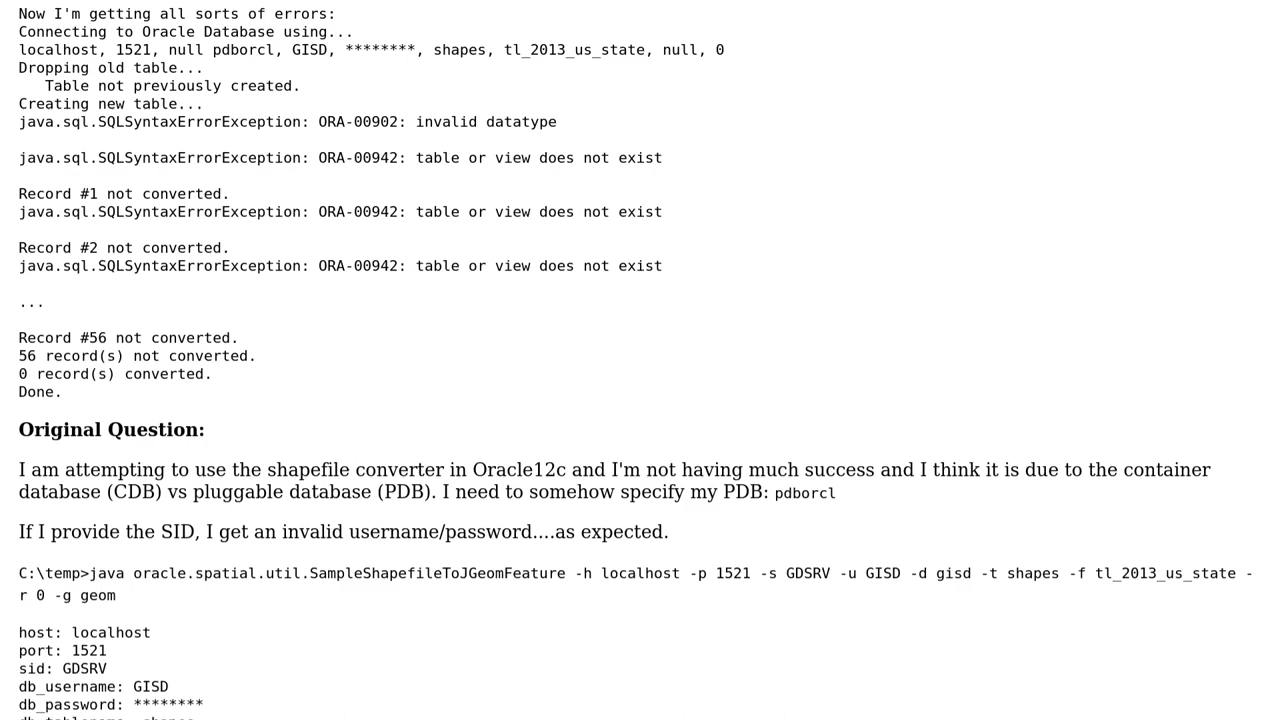 Now I'm getting all sorts of errors:
Connecting to Oracle Database using...
localhost, 1521, null pdborcl, GISD, ********, shapes, tl_2013_us_state, null, 0
Dropping old table...
   Table not previously created.
Creating new table...
java.sql.SQLSyntaxErrorException: ORA-00902: invalid datatype
java.sql.SQLSyntaxErrorException: ORA-00942: table or view does not exist
Record #1 not converted.
java.sql.SQLSyntaxErrorException: ORA-00942: table or view does not exist
Record #2 not converted.
java.sql.SQLSyntaxErrorException: ORA-00942: table or view does not exist
...
Record #56 not converted.
56 record(s) not converted.
0 record(s) converted.
Done.
Original Question:
I am attempting to use the shapefile converter in Oracle12c and I'm not having much success and I think it is due to the container
database (CDB) vs pluggable database (PDB). I need to somehow specify my PDB: pdborcl
If I provide the SID, I get an invalid username/password....as expected.
C:\temp>java oracle.spatial.util.SampleShapefileToJGeomFeature -h localhost -p 1521 -s GDSRV -u GISD -d gisd -t shapes -f tl_2013_us_state -
r 0 -g geom
host: localhost
port: 1521
sid: GDSRV
db_username: GISD
db_password: ********
db_tablename: shapes